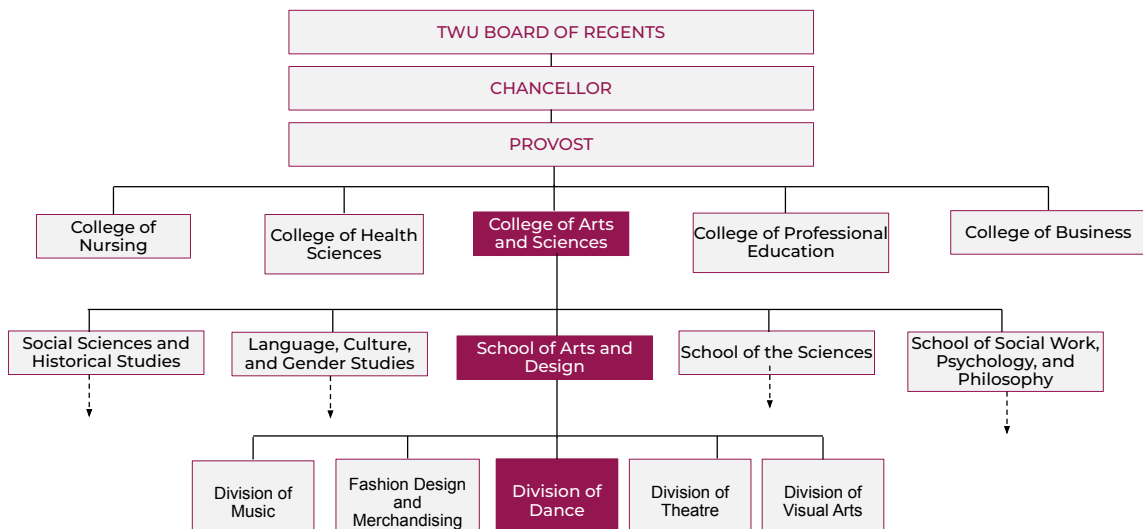 TWU BOARD OF REGENTS
CHANCELLOR
PROVOST
College of
Nursing
College of Health
Sciences
College of Arts
and Sciences
College of Professional
Education
College of Business
Social Sciences and
Historical Studies
Language, Culture,
and Gender Studies
School of Arts and
Design
School of the Sciences
School of Social Work,
Psychology, and
Philosophy
Division of
Music
Fashion Design
and
Merchandising
Division of
Dance
Division of
Theatre
Division of
Visual Arts